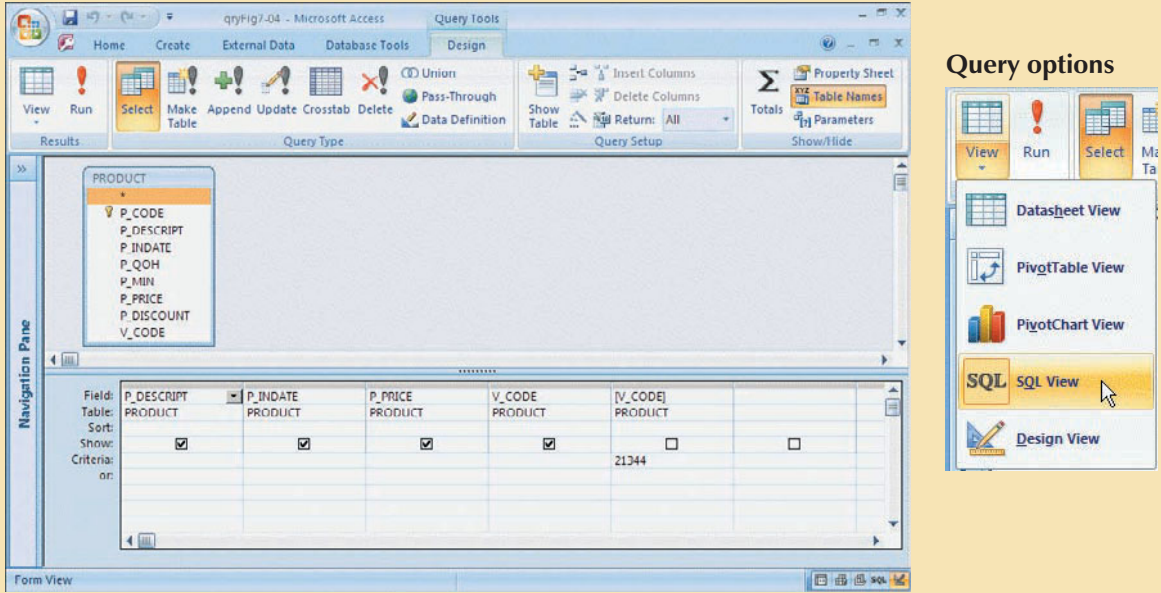 qryFig7-04 - Microsoft Access
Query Tools
Home Create External Data Database Tools Design
View
Run
Results
Select
Make Table
Append
Update
Crosstab
Delete
Union
Pass-Through
Data Definition
Query Type
Show Table
Insert Columns
Delete Columns
Return: All
Query Setup
Totals
Property Sheet
Table Names
Parameters
Show/Hide
Navigation Pane
PRODUCT
*
P_CODE
P_DESCRIPT
P_INDATE
P_QOH
P_MIN
P_PRICE
P_DISCOUNT
V_CODE
Field: P_DESCRIPT P_INDATE P_PRICE V_CODE [V_CODE]
Table: PRODUCT PRODUCT PRODUCT PRODUCT PRODUCT
Sort:
Show:
Criteria: 21344
or:
Form View
SQL
Query options
View
Run
Select
Ma
Ta
Datasheet View
PivotTable View
PivotChart View
SQL SQL View
Design View